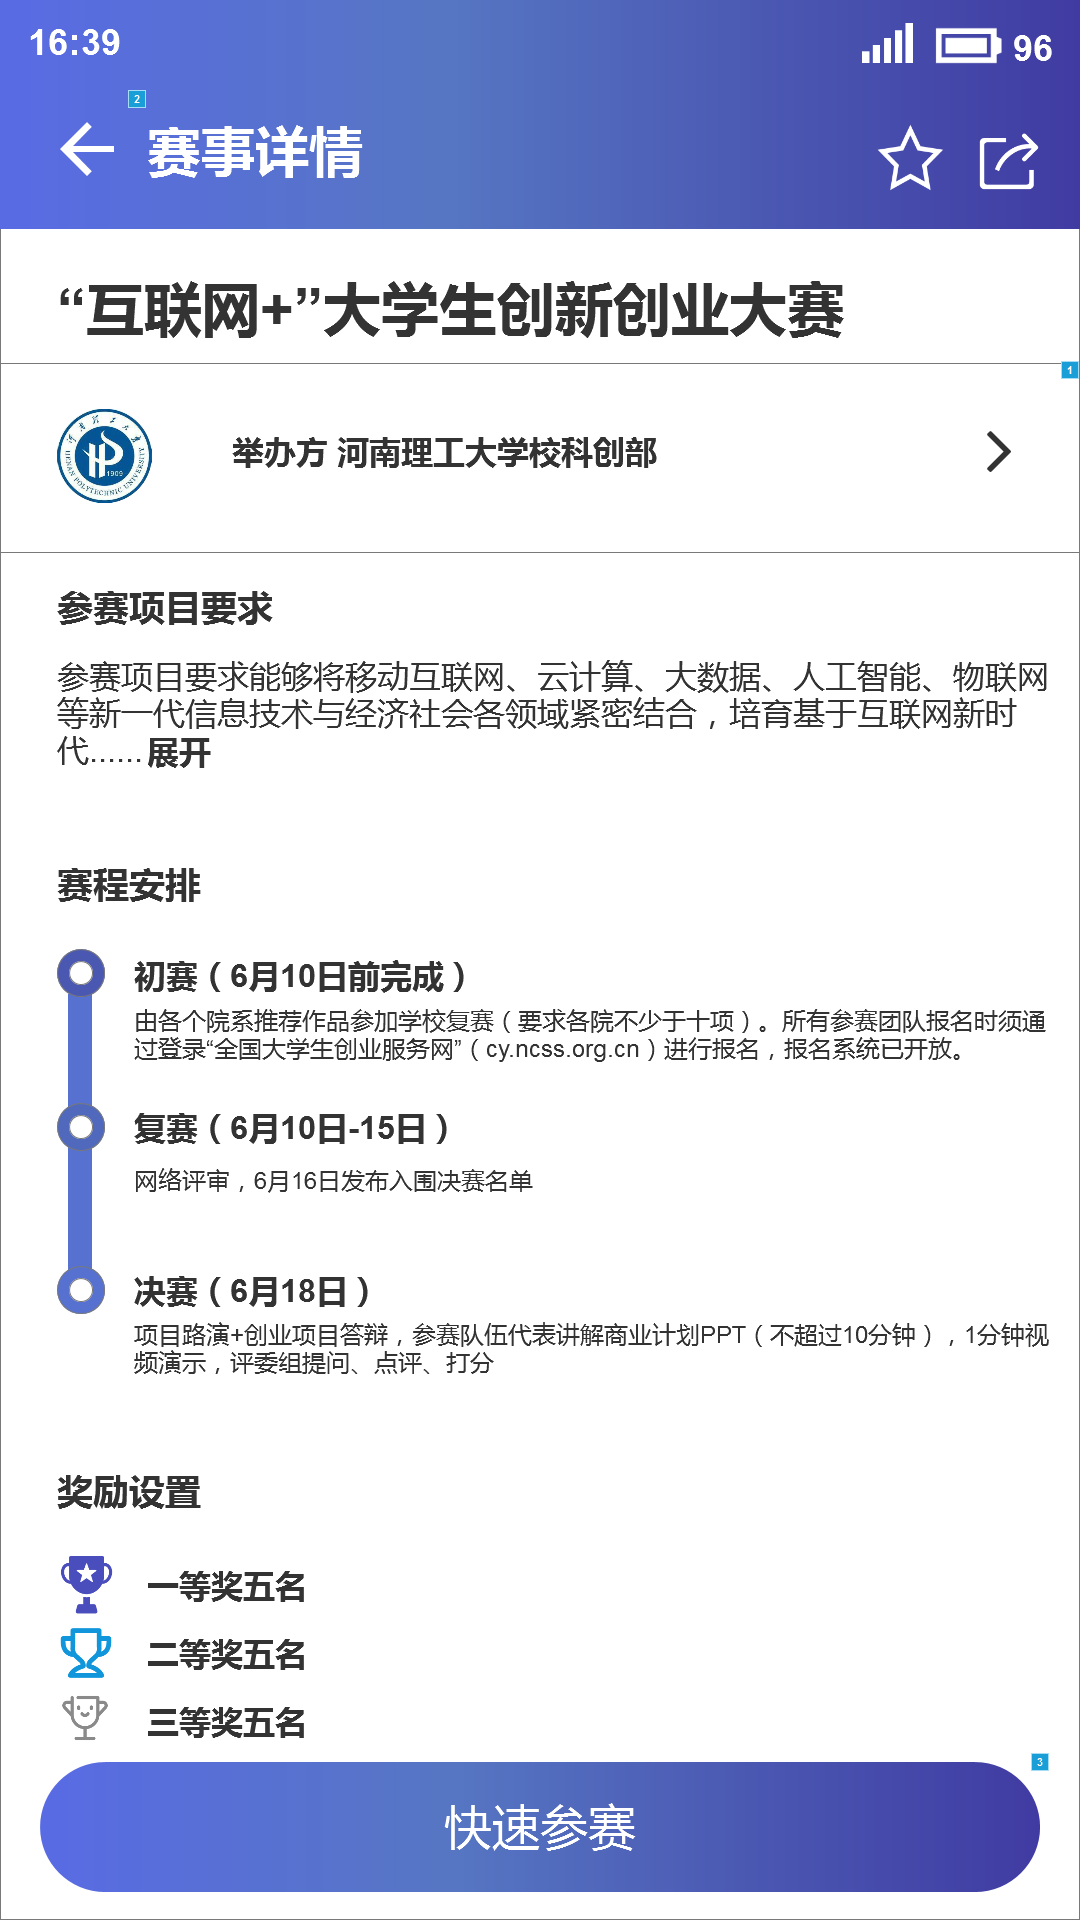 16:39
96
2
赛事详情
“互联网+”大学生创新创业大赛
1
举办方 河南理工大学校科创部
HENAN POLYTECHNIC UNIVERSITY
1909
参赛项目要求
参赛项目要求能够将移动互联网、云计算、大数据、人工智能、物联网
等新一代信息技术与经济社会各领域紧密结合，培育基于互联网新时
代......展开
赛程安排
初赛（6月10日前完成）
由各个院系推荐作品参加学校复赛（要求各院不少于十项）。所有参赛团队报名时须通
过登录“全国大学生创业服务网”（cy.ncss.org.cn）进行报名，报名系统已开放。
复赛（6月10日-15日）
网络评审，6月16日发布入围决赛名单
决赛（6月18日）
项目路演+创业项目答辩，参赛队伍代表讲解商业计划PPT（不超过10分钟），1分钟视
频演示，评委组提问、点评、打分
奖励设置
一等奖五名
二等奖五名
三等奖五名
3
快速参赛